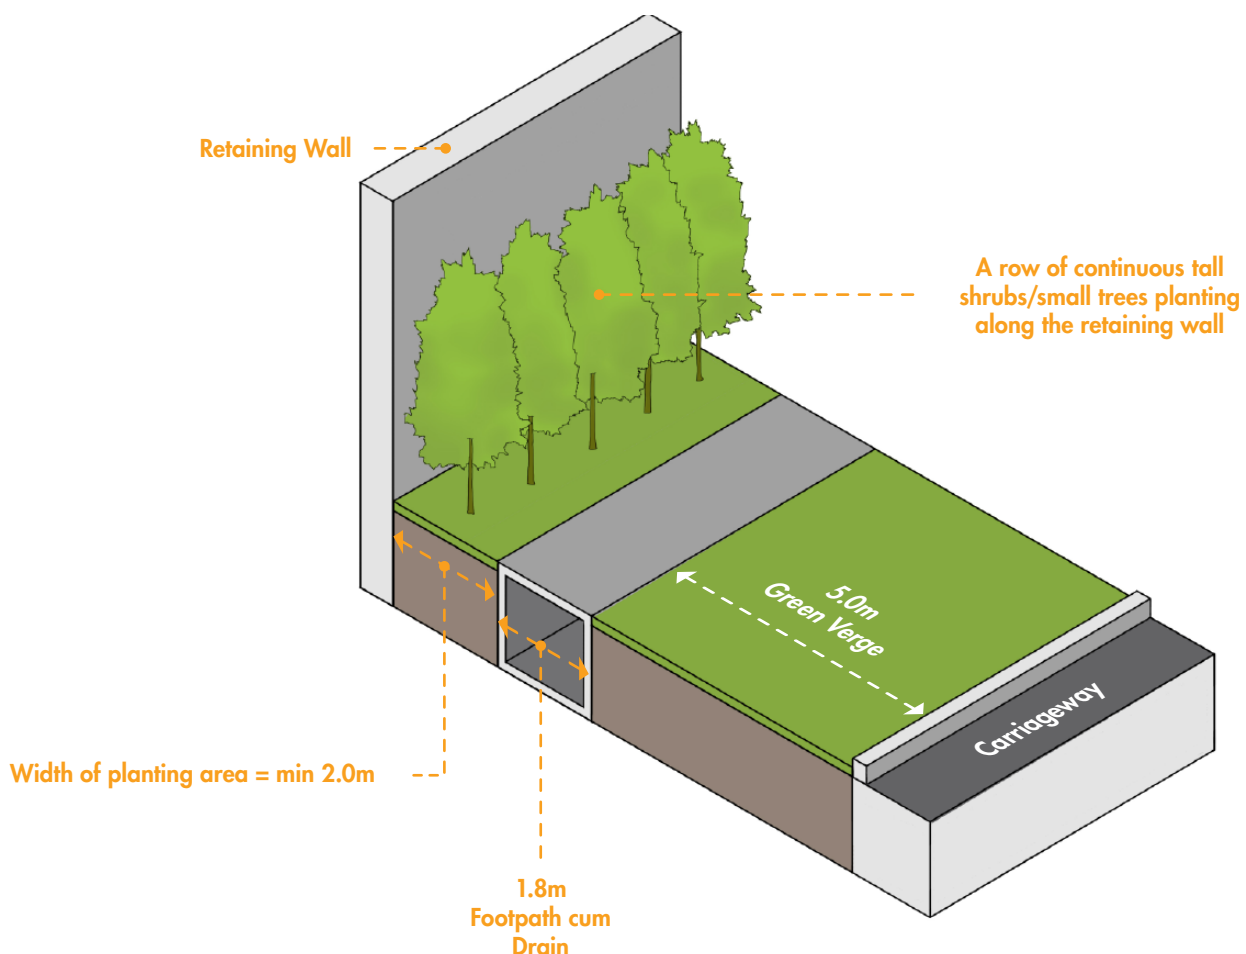 Retaining Wall
A row of continuous tall
shrubs/small trees planting
along the retaining wall
5.0m
Green Verge
Carriageway
Width of planting area = min 2.0m
1.8m
Footpath cum
Drain